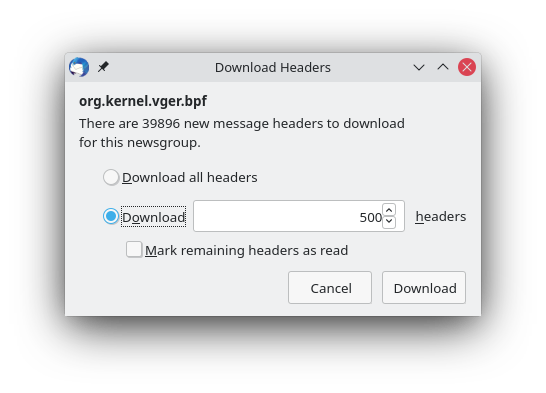 Download Headers
org.kernel.vger.bpf
There are 39896 new message headers to download
for this newsgroup.
Download all headers
Download 500 headers
Mark remaining headers as read
Cancel Download